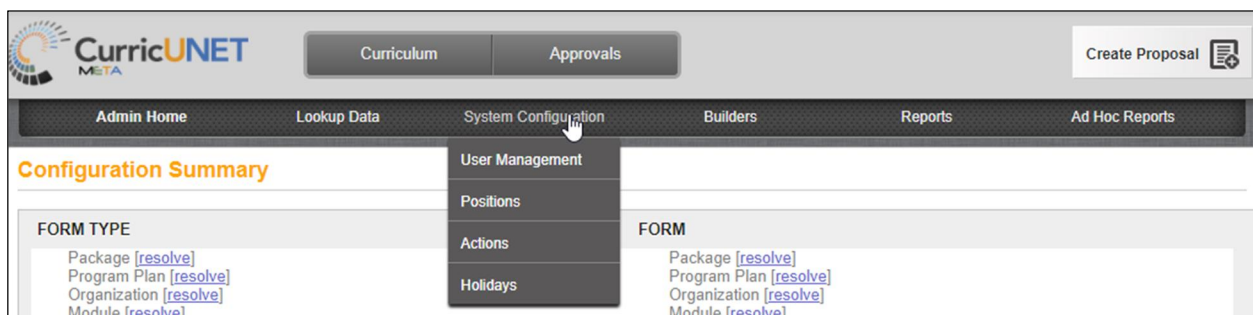 CurricUNET
META
Curriculum
Approvals
Create Proposal
Admin Home
Lookup Data
System Configuration
Builders
Reports
Ad Hoc Reports
User Management
Positions
Actions
Holidays
Configuration Summary
FORM TYPE
Package [resolve]
Program Plan [resolve]
Organization [resolve]
Module [resolve]
FORM
Package [resolve]
Program Plan [resolve]
Organization [resolve]
Module [resolve]